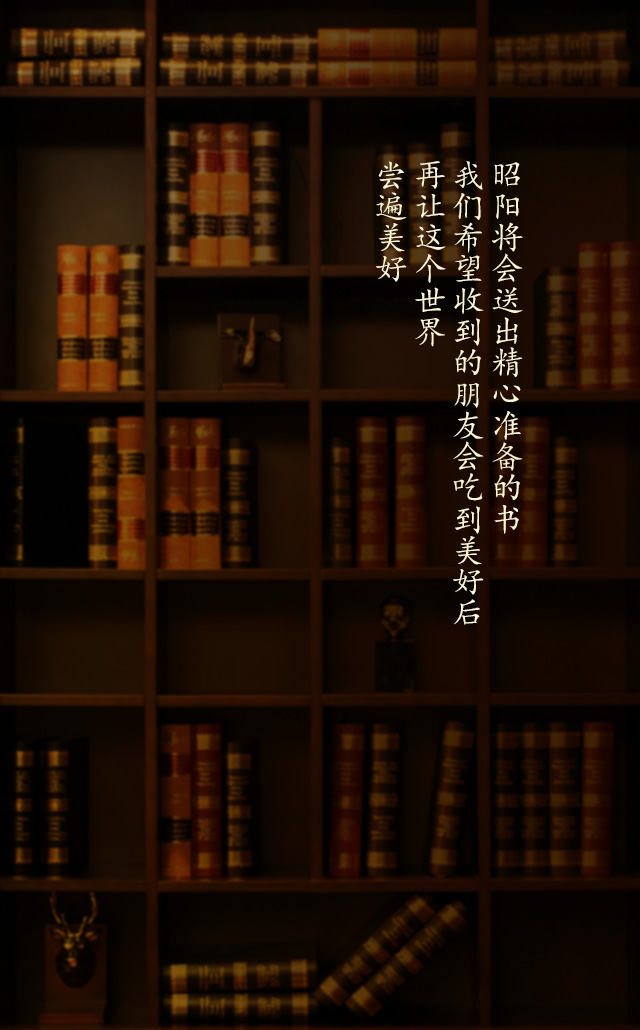 昭阳将会送出精心准备的书
我们希望收到的朋友会吃到美好后
再让这个世界
尝遍美好